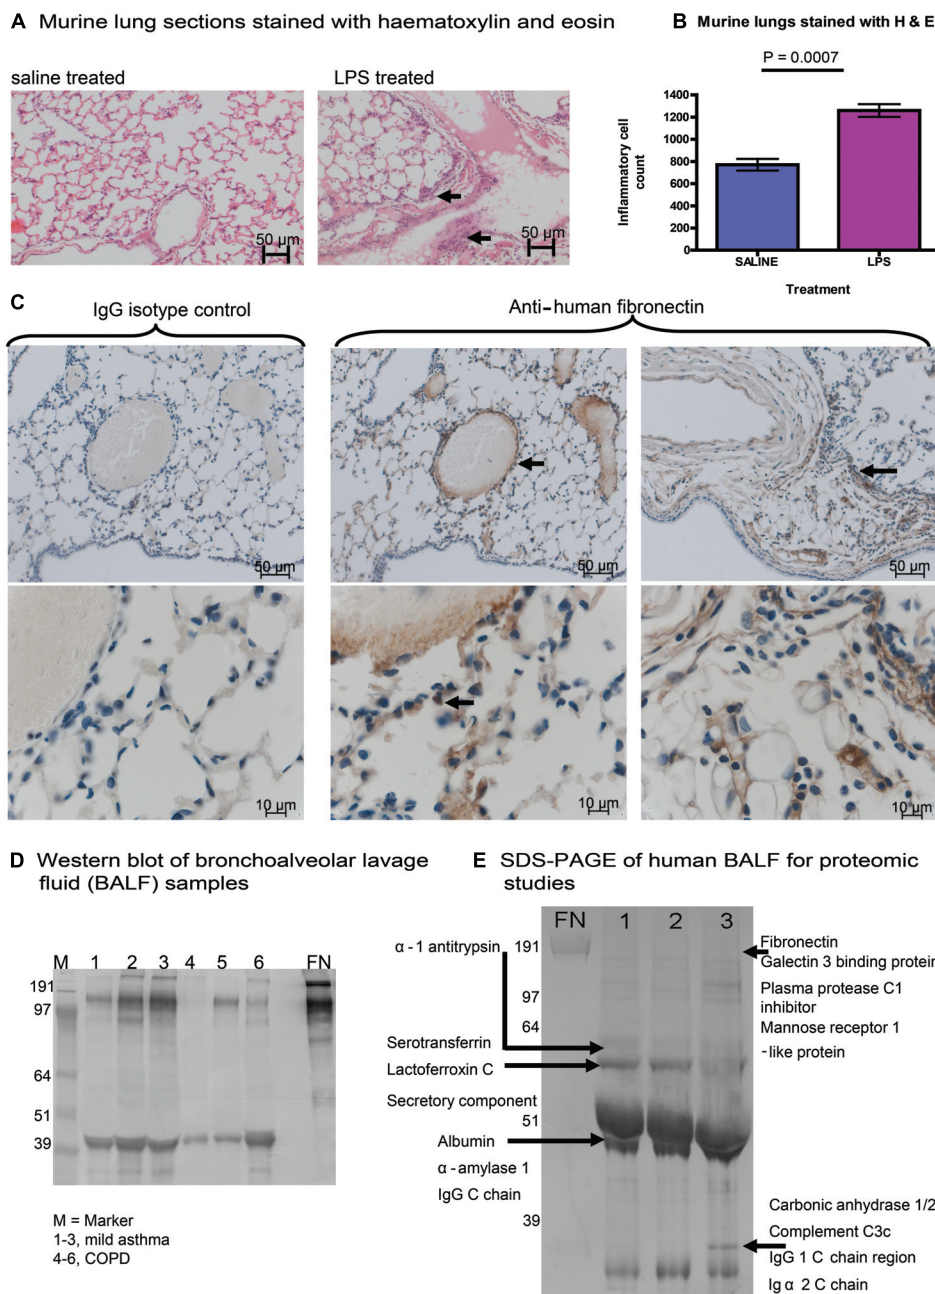 A Murine lung sections stained with haematoxylin and eosin
saline treated
LPS treated
50 µm
50 µm
B Murine lungs stained with H & E
P = 0.0007
Inflammatory cell
count
1400
1200
1000
800
600
400
200
0
SALINE
LPS
Treatment
C
IgG isotype control
Anti-human fibronectin
50 µm
50 µm
50 µm
10 µm
10 µm
10 µm
D Western blot of bronchoalveolar lavage
fluid (BALF) samples
M 1 2 3 4 5 6 FN
191
97
64
51
39
M = Marker
1-3, mild asthma
4-6, COPD
E SDS-PAGE of human BALF for proteomic
studies
FN 1 2 3
191
97
64
51
39
α-1 antitrypsin
Serotransferrin
Lactoferroxin C
Secretory component
Albumin
α-amylase 1
IgG C chain
Fibronectin
Galectin 3 binding protein
Plasma protease C1
inhibitor
Mannose receptor 1
-like protein
Carbonic anhydrase 1/2
Complement C3c
IgG 1 C chain region
Ig α 2 C chain